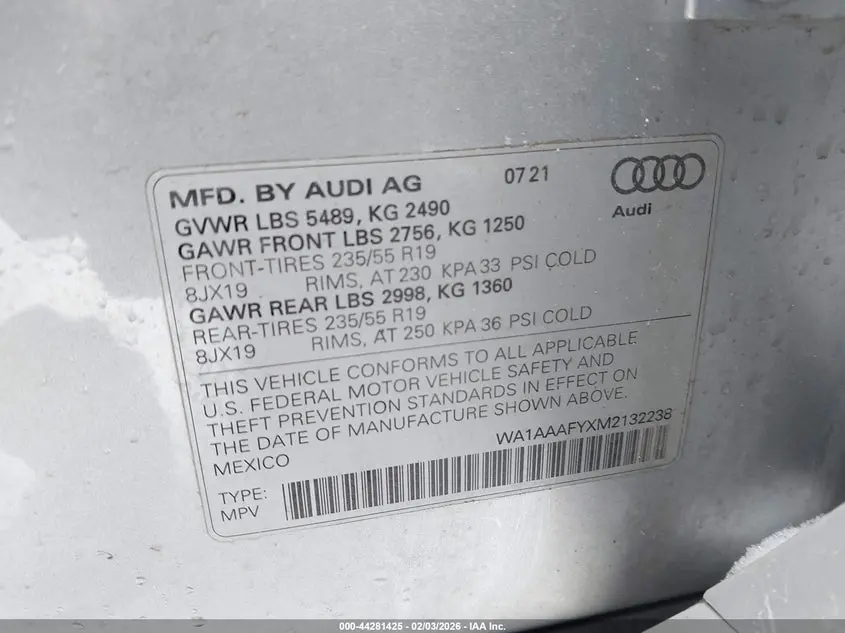 MFD. BY AUDI AG 07 21
GVWR LBS 5489, KG 2490
GAWR FRONT LBS 2756, KG 1250
FRONT-TIRES 235/55 R19
8JX19 RIMS, AT 230 KPA 33 PSI COLD
GAWR REAR LBS 2998, KG 1360
REAR-TIRES 235/55 R19
8JX19 RIMS, AT 250 KPA 36 PSI COLD
Audi
THIS VEHICLE CONFORMS TO ALL APPLICABLE
U.S. FEDERAL MOTOR VEHICLE SAFETY AND
THEFT PREVENTION STANDARDS IN EFFECT ON
THE DATE OF MANUFACTURE SHOWN ABOVE.
MEXICO WA1AAAFYXM2132238
TYPE:
MPV
000-44281425 | 02/03/2026 | IAA Inc.